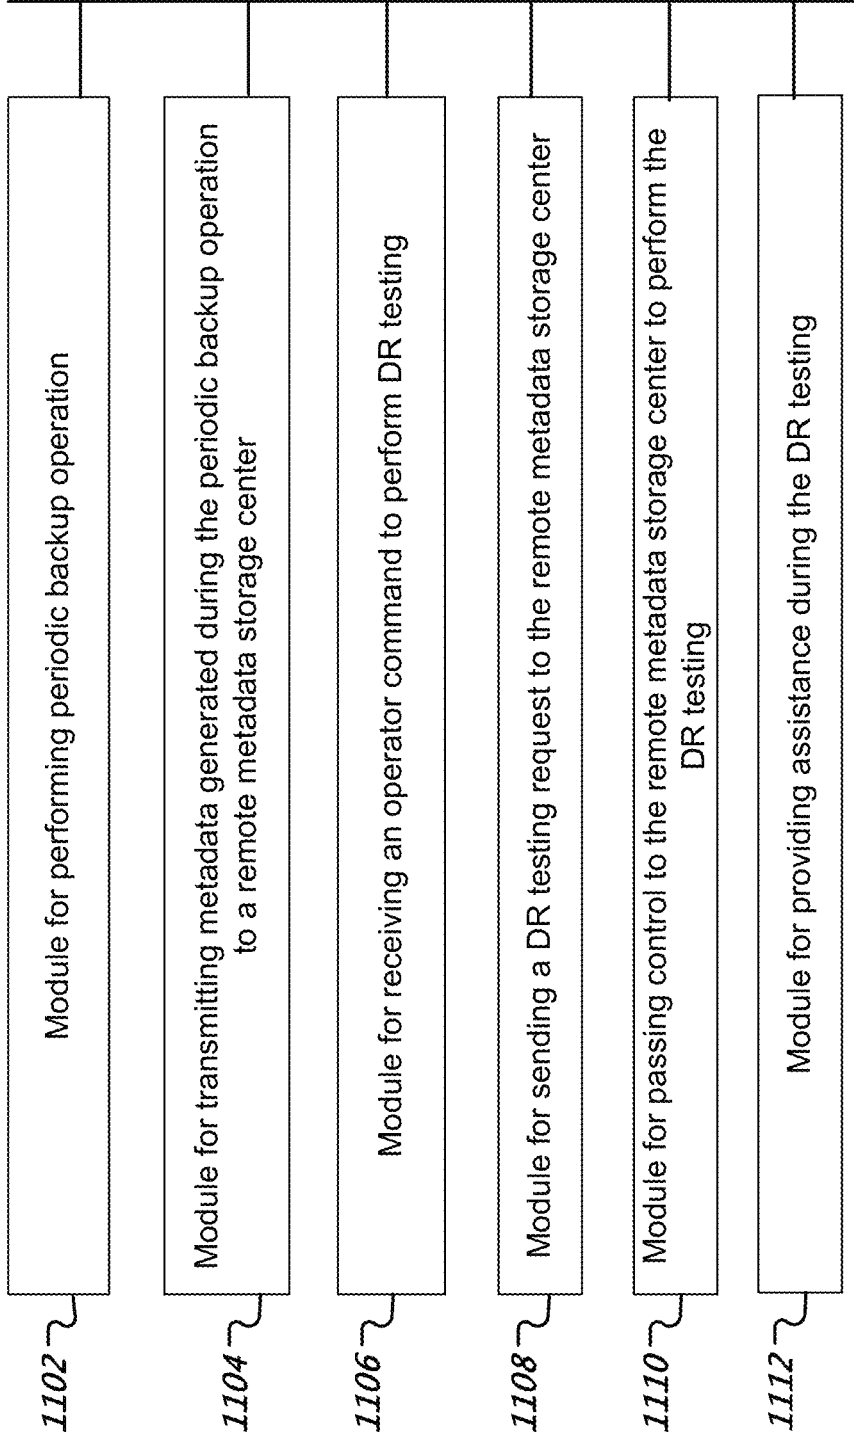 1102
Module for performing periodic backup operation
1104
Module for transmitting metadata generated during the periodic backup operation
to a remote metadata storage center
1106
Module for receiving an operator command to perform DR testing
1108
Module for sending a DR testing request to the remote metadata storage center
1110
Module for passing control to the remote metadata storage center to perform the
DR testing
1112
Module for providing assistance during the DR testing